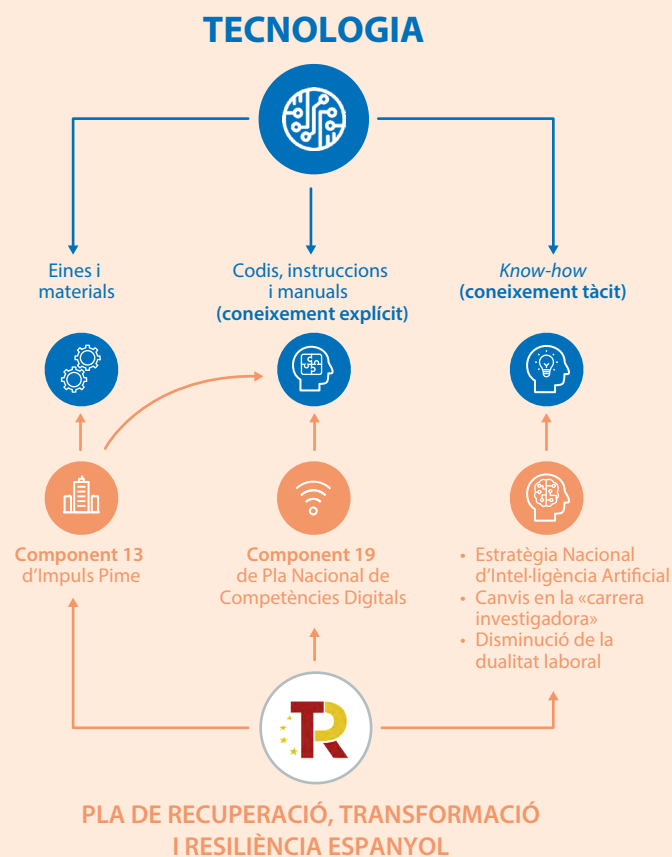 TECNOLOGIA
Eines i
materials
Codis, instruccions
i manuals
(coneixement explícit)
Know-how
(coneixement tàcit)
Component 13
d'Impuls Pime
Component 19
de Pla Nacional de
Competències Digitals
• Estratègia Nacional
d'Intel·ligència Artificial
• Canvis en la «carrera
investigadora»
• Disminució de la
dualitat laboral
TR
PLA DE RECUPERACIÓ, TRANSFORMACIÓ
I RESILIÈNCIA ESPANYOL